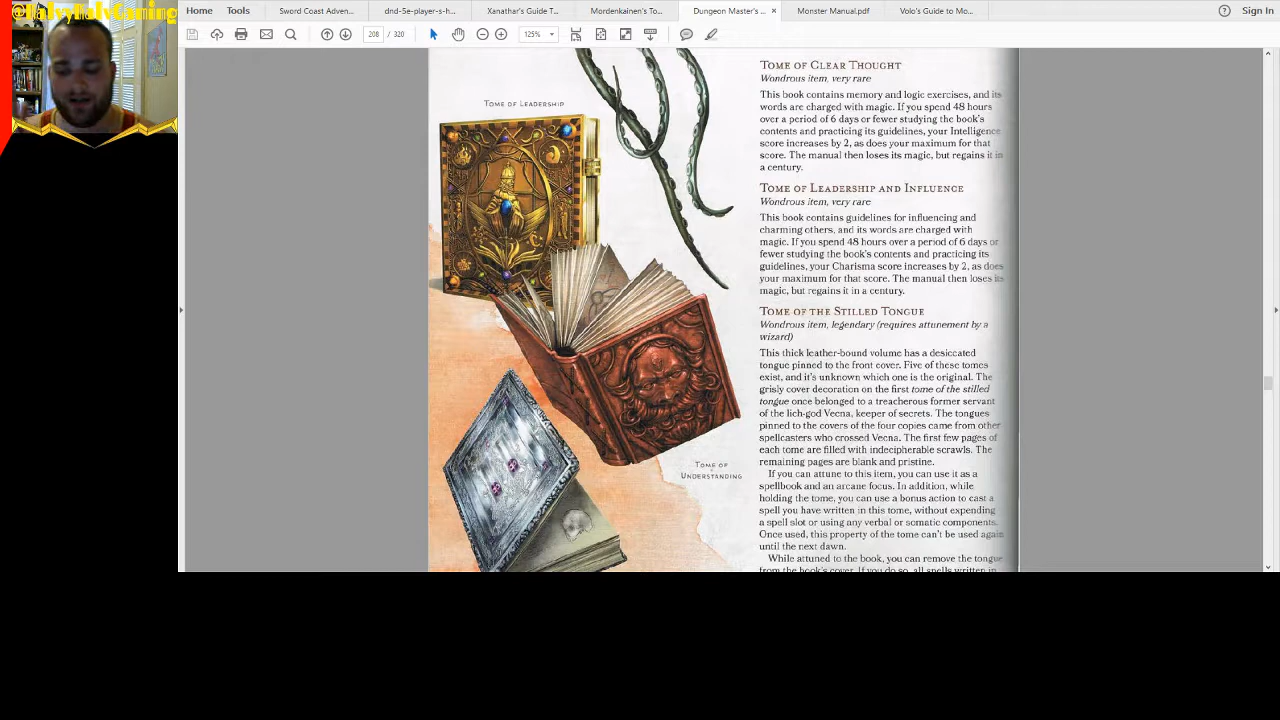 Home
Tools
Sword Coast Adven...
dnd-5e-player-s-h...
Xanathar's Guide T...
Mordenkainen's To...
Dungeon Master's ...
Monster Manual.pdf
Volo's Guide to Mo...
Sign In
208 / 320
125%
TOME OF LEADERSHIP
TOME OF
UNDERSTANDING
TOME OF CLEAR THOUGHT
Wondrous item, very rare
This book contains memory and logic exercises, and its
words are charged with magic. If you spend 48 hours
over a period of 6 days or fewer studying the book's
contents and practicing its guidelines, your Intelligence
score increases by 2, as does your maximum for that
score. The manual then loses its magic, but regains it in
a century.
TOME OF LEADERSHIP AND INFLUENCE
Wondrous item, very rare
This book contains guidelines for influencing and
charming others, and its words are charged with
magic. If you spend 48 hours over a period of 6 days or
fewer studying the book's contents and practicing its
guidelines, your Charisma score increases by 2, as does
your maximum for that score. The manual then loses its
magic, but regains it in a century.
TOME OF THE STILLED TONGUE
Wondrous item, legendary (requires attunement by a
wizard)
This thick leather-bound volume has a desiccated
tongue pinned to the front cover. Five of these tomes
exist, and it's unknown which one is the original. The
grisly cover decoration on the first tome of the stilled
tongue once belonged to a treacherous former servant
of the lich-god Vecna, keeper of secrets. The tongues
pinned to the covers of the four copies came from other
spellcasters who crossed Vecna. The first few pages of
each tome are filled with indecipherable scrawls. The
remaining pages are blank and pristine.
If you can attune to this item, you can use it as a
spellbook and an arcane focus. In addition, while
holding the tome, you can use a bonus action to cast a
spell you have written in this tome, without expending
a spell slot or using any verbal or somatic components.
Once used, this property of the tome can't be used again
until the next dawn.
While attuned to the book, you can remove the tongue
from the book's cover. If you do so, all spells written in